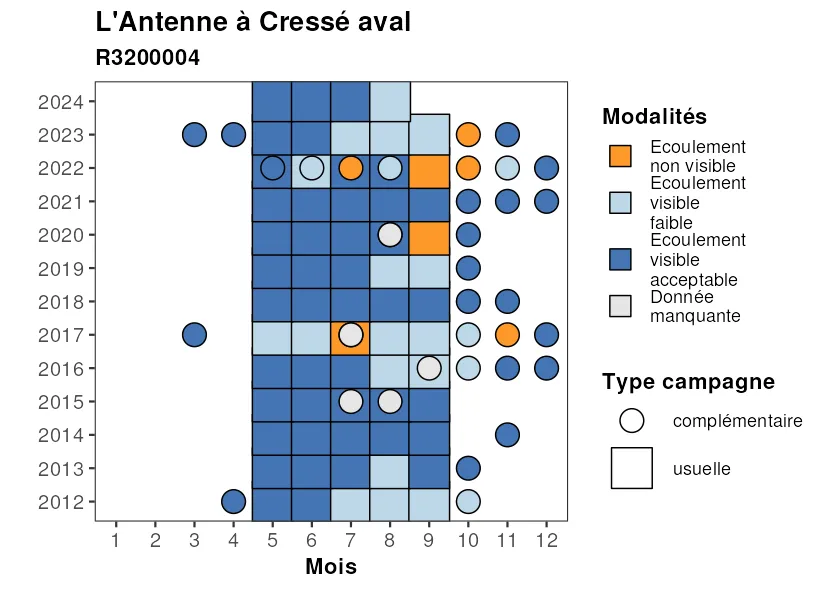 L'Antenne à Cressé aval
R3200004
2024
2023
2022
2021
2020
2019
2018
2017
2016
2015
2014
2013
2012
1 2 3 4 5 6 7 8 9 10 11 12
Mois
Modalités
Ecoulement
non visible
Ecoulement
visible
faible
Ecoulement
visible
acceptable
Donnée
manquante
Type campagne
complémentaire
usuelle